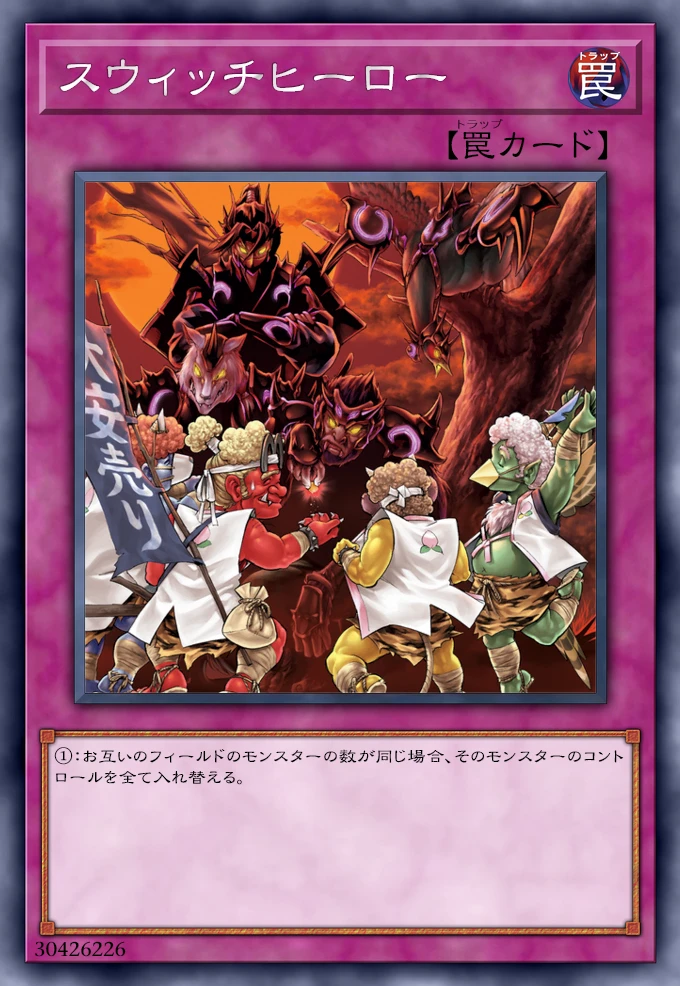 スウィッチヒーロー
トラップ
罠
トラップ
【罠カード】
大安売り
①：お互いのフィールドのモンスターの数が同じ場合、そのモンスターのコント
ロールを全て入れ替える。
30426226